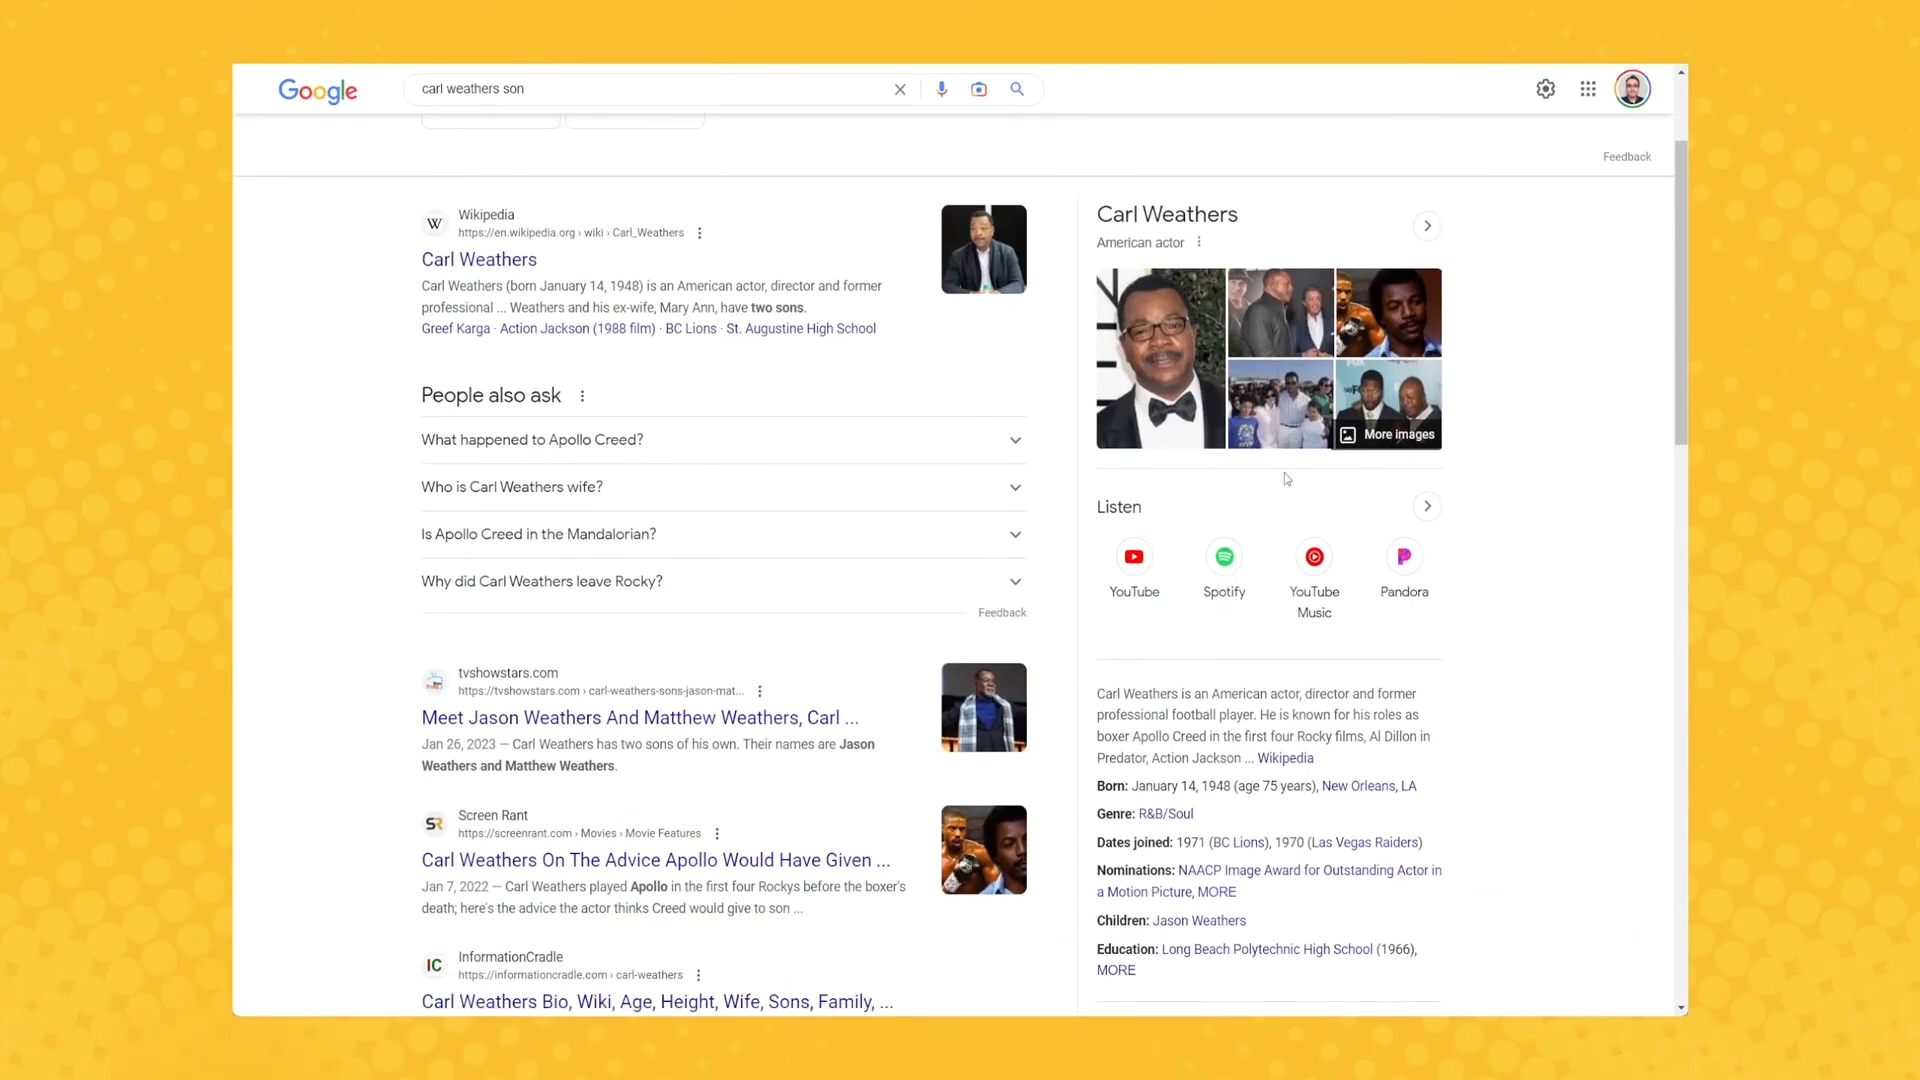 Google
carl weathers son
Feedback
W
Wikipedia
https://en.wikipedia.org › wiki › Carl_Weathers
Carl Weathers
Carl Weathers (born January 14, 1948) is an American actor, director and former
professional ... Weathers and his ex-wife, Mary Ann, have two sons.
Greef Karga · Action Jackson (1988 film) · BC Lions · St. Augustine High School
People also ask
What happened to Apollo Creed?
Who is Carl Weathers wife?
Is Apollo Creed in the Mandalorian?
Why did Carl Weathers leave Rocky?
Feedback
tvshowstars.com
https://tvshowstars.com › carl-weathers-sons-jason-mat...
Meet Jason Weathers And Matthew Weathers, Carl ...
Jan 26, 2023 — Carl Weathers has two sons of his own. Their names are Jason
Weathers and Matthew Weathers.
SR
Screen Rant
https://screenrant.com › Movies › Movie Features
Carl Weathers On The Advice Apollo Would Have Given ...
Jan 7, 2022 — Carl Weathers played Apollo in the first four Rockys before the boxer's
death; here's the advice the actor thinks Creed would give to son ...
IC
InformationCradle
https://informationcradle.com › carl-weathers
Carl Weathers Bio, Wiki, Age, Height, Wife, Sons, Family, ...
Carl Weathers
American actor
More images
Listen
YouTube
Spotify
YouTube
Music
Pandora
Carl Weathers is an American actor, director and former
professional football player. He is known for his roles as
boxer Apollo Creed in the first four Rocky films, Al Dillon in
Predator, Action Jackson ... Wikipedia
Born: January 14, 1948 (age 75 years), New Orleans, LA
Genre: R&B/Soul
Dates joined: 1971 (BC Lions), 1970 (Las Vegas Raiders)
Nominations: NAACP Image Award for Outstanding Actor in
a Motion Picture, MORE
Children: Jason Weathers
Education: Long Beach Polytechnic High School (1966),
MORE